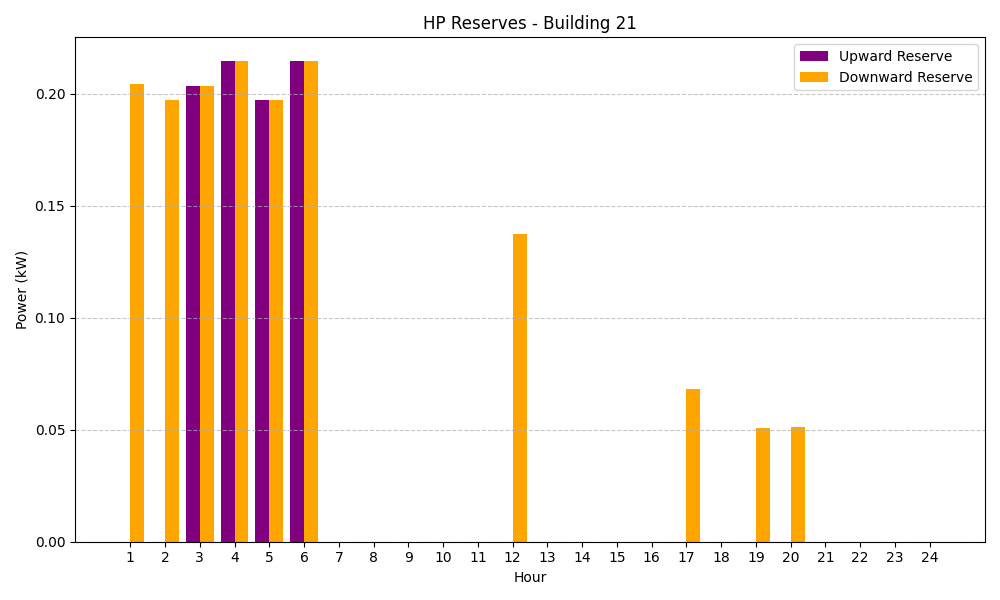 HP Reserves - Building 21
Upward Reserve
Downward Reserve
Power (kW)
0.20
0.15
0.10
0.05
0.00
1 2 3 4 5 6 7 8 9 10 11 12 13 14 15 16 17 18 19 20 21 22 23 24
Hour